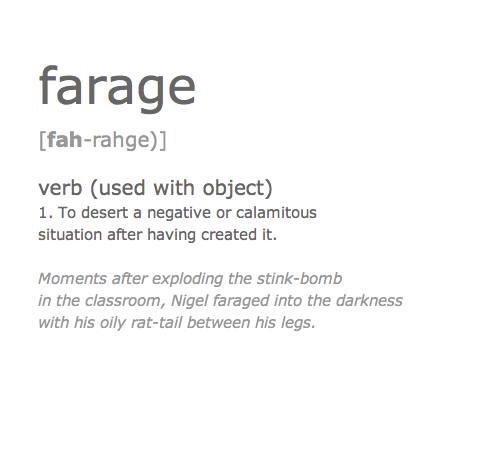 farage
[fah-rahge)]
verb (used with object)
1. To desert a negative or calamitous
situation after having created it.
Moments after exploding the stink-bomb
in the classroom, Nigel faraged into the darkness
with his oily rat-tail between his legs.